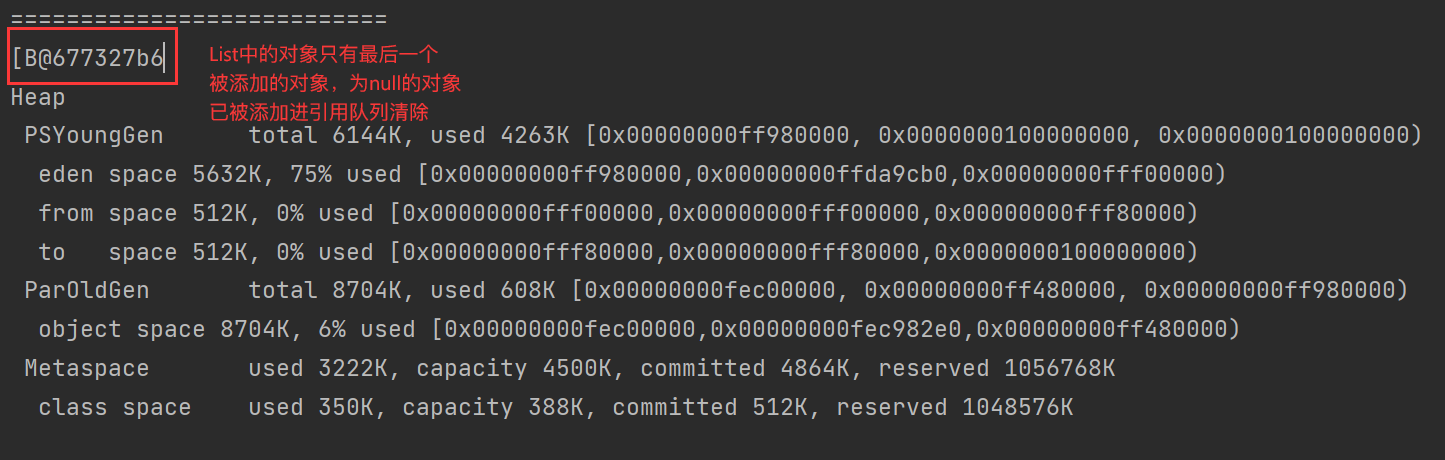 ===========================
[B@677327b6
List中的对象只有最后一个
被添加的对象，为null的对象
已被添加进引用队列清除
Heap
PSYoungGen total 6144K, used 4263K [0x00000000ff980000, 0x0000000100000000, 0x0000000100000000)
eden space 5632K, 75% used [0x00000000ff980000,0x00000000ffda9cb0,0x00000000fff00000)
from space 512K, 0% used [0x00000000fff00000,0x00000000fff00000,0x00000000fff80000)
to space 512K, 0% used [0x00000000fff80000,0x00000000fff80000,0x0000000100000000)
ParOldGen total 8704K, used 608K [0x00000000fec00000, 0x00000000ff480000, 0x00000000ff980000)
object space 8704K, 6% used [0x00000000fec00000,0x00000000fec982e0,0x00000000ff480000)
Metaspace used 3222K, capacity 4500K, committed 4864K, reserved 1056768K
class space used 350K, capacity 388K, committed 512K, reserved 1048576K